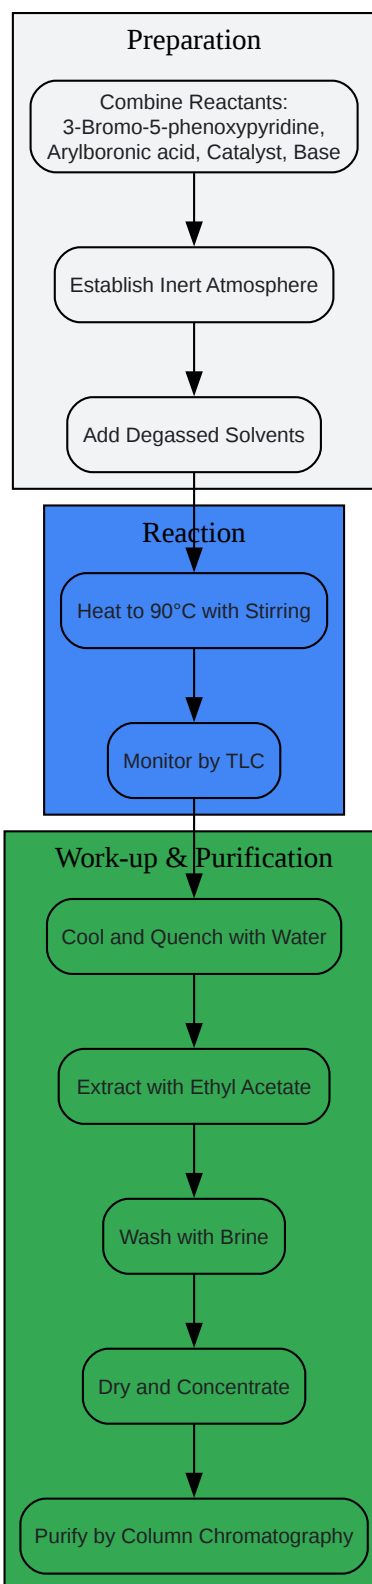 Preparation
Combine Reactants:
3-Bromo-5-phenoxypyridine,
Arylboronic acid, Catalyst, Base
Establish Inert Atmosphere
Add Degassed Solvents
Reaction
Heat to 90°C with Stirring
Monitor by TLC
Work-up & Purification
Cool and Quench with Water
Extract with Ethyl Acetate
Wash with Brine
Dry and Concentrate
Purify by Column Chromatography